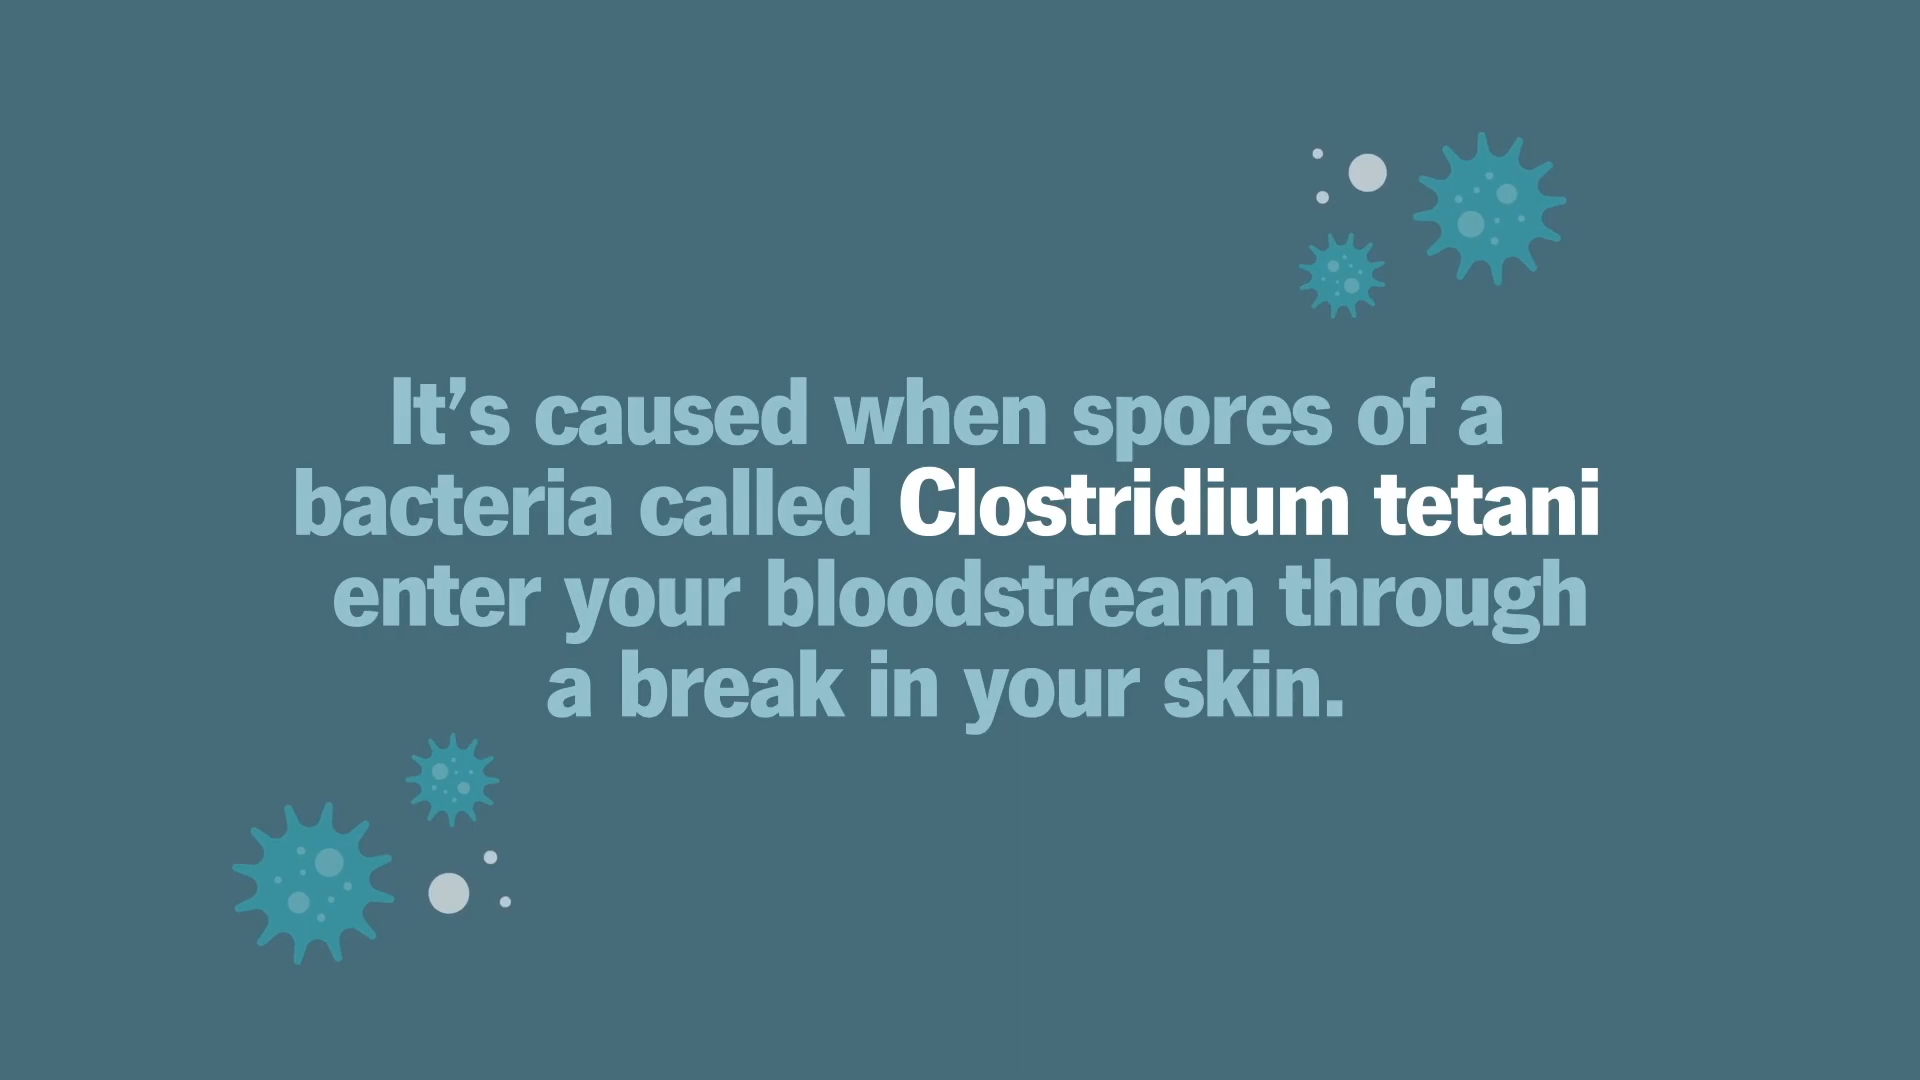 It’s caused when spores of a
bacteria called Clostridium tetani
enter your bloodstream through
a break in your skin.